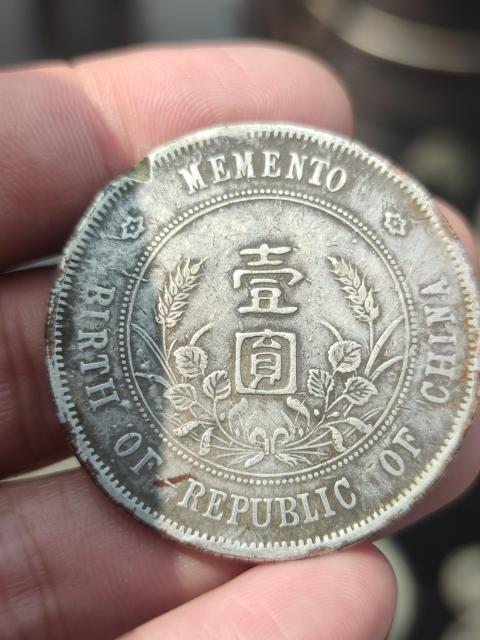 MEMENTO
壹
圓
BIRTH OF REPUBLIC OF CHINA